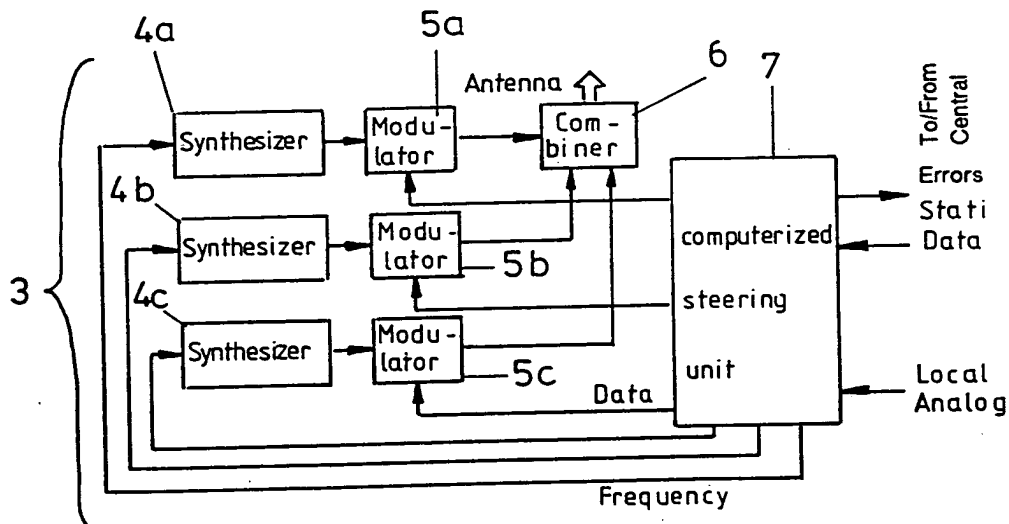 4a
5a
6
7
Antenna
To/From
Central
Synthesizer
Modu-
lator
Com-
biner
Errors
Stati
Data
4b
Synthesizer
Modu-
lator
5b
computerized
steering
unit
3
4c
Synthesizer
Modu-
lator
5c
Data
Local
Analog
Frequency